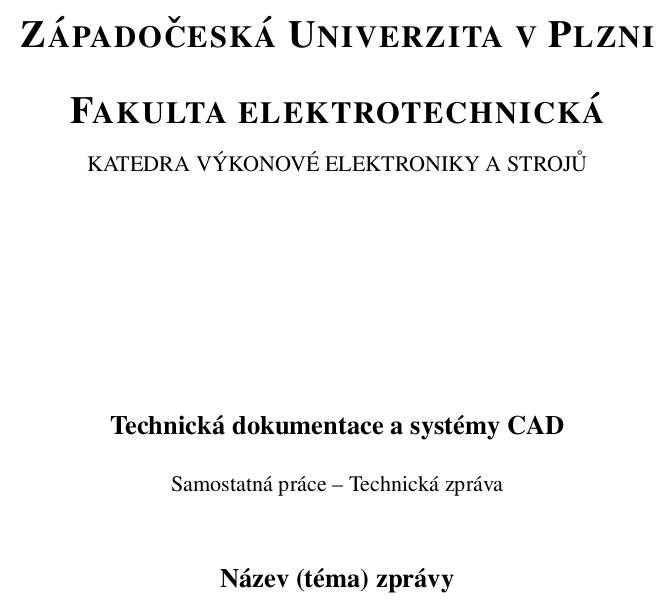 ZÁPADOČESKÁ UNIVERZITA V PLZNI
FAKULTA ELEKTROTECHNICKÁ
KATEDRA VÝKONOVÉ ELEKTRONIKY A STROJŮ
Technická dokumentace a systémy CAD
Samostatná práce – Technická zpráva
Název (téma) zprávy